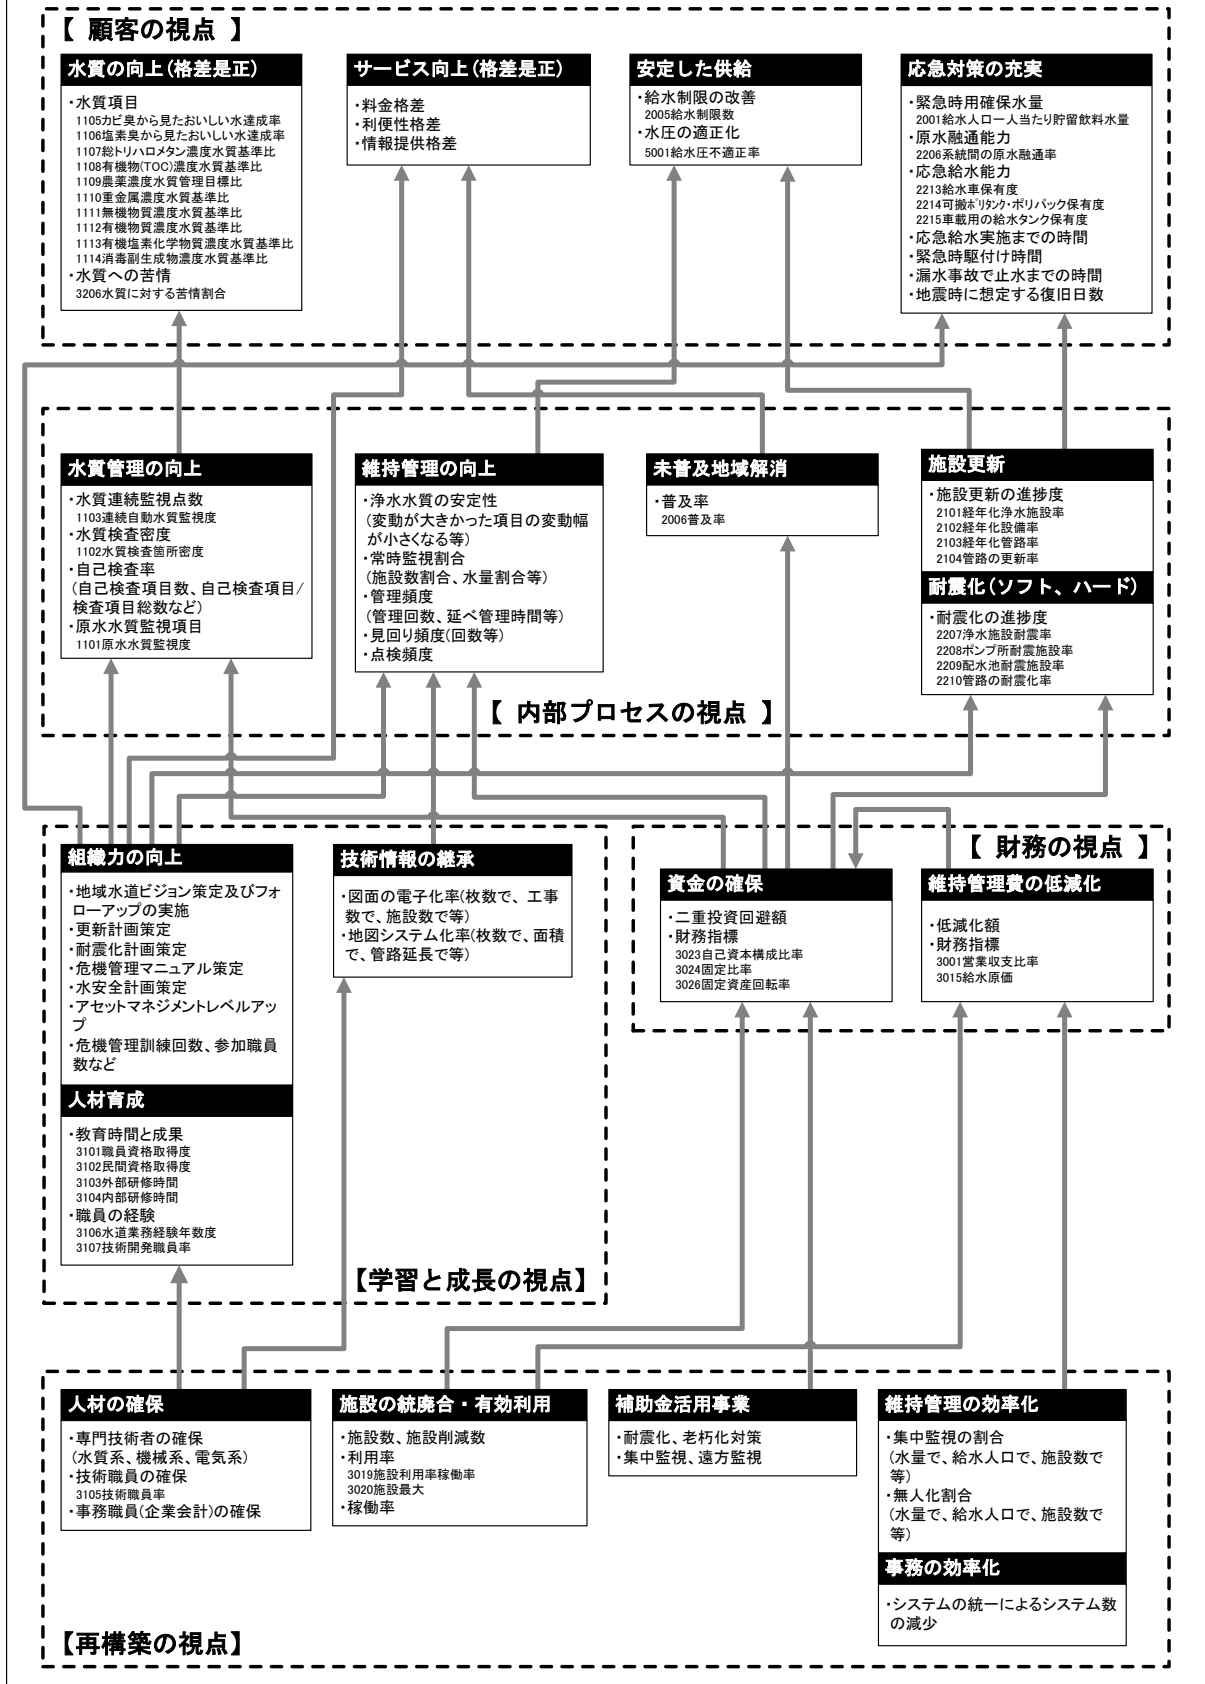 【 顧客の視点 】
水質の向上(格差是正)
・水質項目
1105カビ臭から見たおいしい水達成率
1106塩素臭から見たおいしい水達成率
1107総トリハロメタン濃度水質基準比
1108有機物(TOC)濃度水質基準比
1109農薬濃度水質管理目標比
1110重金属濃度水質基準比
1111無機物質濃度水質基準比
1112有機物質濃度水質基準比
1113有機塩素化学物質濃度水質基準比
1114消毒副生成物濃度水質基準比
・水質への苦情
3206水質に対する苦情割合
サービス向上(格差是正)
・料金格差
・利便性格差
・情報提供格差
安定した供給
・給水制限の改善
2005給水制限数
・水圧の適正化
5001給水圧不適正率
応急対策の充実
・緊急時用確保水量
2001給水人口一人当たり貯留飲料水量
・原水融通能力
2206系統間の原水融通率
・応急給水能力
2213給水車保有度
2214可搬ポリタンク・ポリパック保有度
2215車載用の給水タンク保有度
・応急給水実施までの時間
・緊急時駆付け時間
・漏水事故で止水までの時間
・地震時に想定する復旧日数
水質管理の向上
・水質連続監視点数
1103連続自動水質監視度
・水質検査密度
1102水質検査箇所密度
・自己検査率
(自己検査項目数、自己検査項目/
検査項目総数など)
・原水水質監視項目
1101原水水質監視度
維持管理の向上
・浄水水質の安定性
(変動が大きかった項目の変動幅
が小さくなる等)
・常時監視割合
(施設数割合、水量割合等)
・管理頻度
(管理回数、延べ管理時間等)
・見回り頻度(回数等)
・点検頻度
未普及地域解消
・普及率
2006普及率
施設更新
・施設更新の進捗度
2101経年化浄水施設率
2102経年化設備率
2103経年化管路率
2104管路の更新率
耐震化(ソフト、ハード)
・耐震化の進捗度
2207浄水施設耐震率
2208ポンプ所耐震施設率
2209配水池耐震施設率
2210管路の耐震化率
【 内部プロセスの視点 】
組織力の向上
・地域水道ビジョン策定及びフォ
ローアップの実施
・更新計画策定
・耐震化計画策定
・危機管理マニュアル策定
・水安全計画策定
・アセットマネジメントレベルアッ
プ
・危機管理訓練回数、参加職員
数など
人材育成
・教育時間と成果
3101職員資格取得度
3102民間資格取得度
3103外部研修時間
3104内部研修時間
・職員の経験
3106水道業務経験年数度
3107技術開発職員率
技術情報の継承
・図面の電子化率(枚数で、工事
数で、施設数で等)
・地図システム化率(枚数で、面積
で、管路延長で等)
【学習と成長の視点】
【 財務の視点 】
資金の確保
・二重投資回避額
・財務指標
3023自己資本構成比率
3024固定比率
3026固定資産回転率
維持管理費の低減化
・低減化額
・財務指標
3001営業収支比率
3015給水原価
人材の確保
・専門技術者の確保
(水質系、機械系、電気系)
・技術職員の確保
3105技術職員率
・事務職員(企業会計)の確保
施設の統廃合・有効利用
・施設数、施設削減数
・利用率
3019施設利用率稼働率
3020施設最大
・稼働率
補助金活用事業
・耐震化、老朽化対策
・集中監視、遠方監視
維持管理の効率化
・集中監視の割合
(水量で、給水人口で、施設数で
等)
・無人化割合
(水量で、給水人口で、施設数で
等)
事務の効率化
・システムの統一によるシステム数
の減少
【再構築の視点】